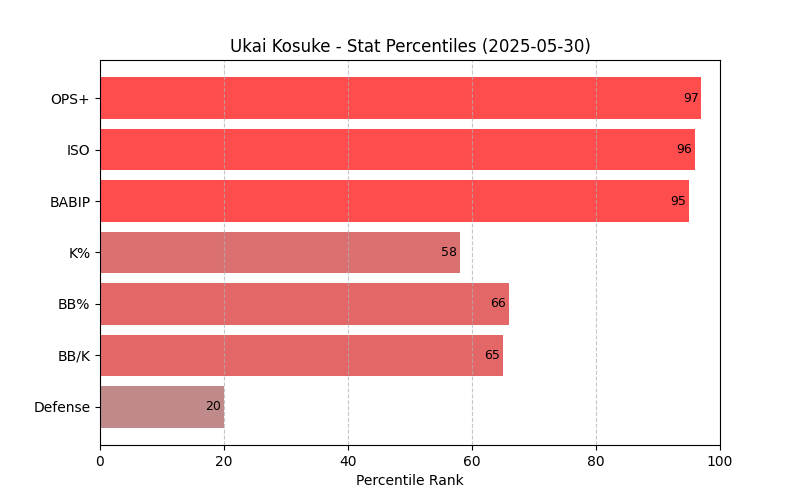 Ukai Kosuke - Stat Percentiles (2025-05-30)
OPS+ 97
ISO 96
BABIP 95
K% 58
BB% 66
BB/K 65
Defense 20
0 20 40 60 80 100
Percentile Rank